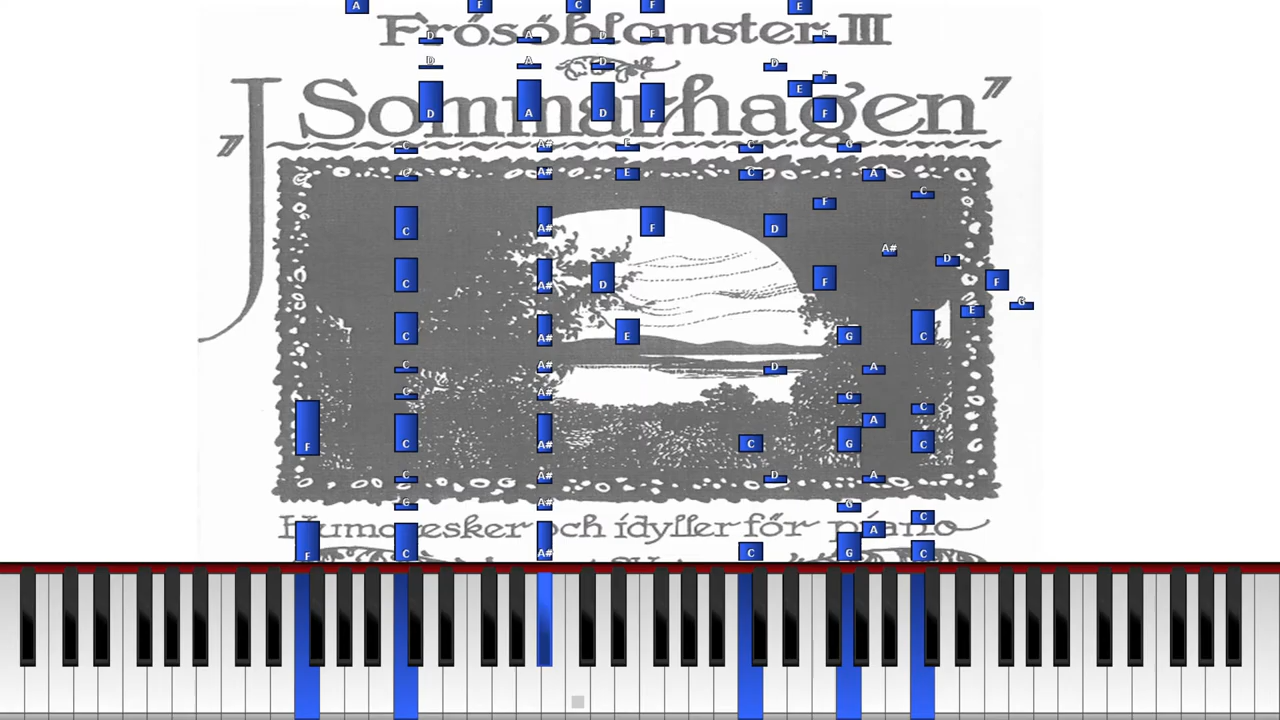 A F C F E
Frösöblomster III
D A D F F
D A D D
F
E
„J Sommarhagen”
D A D F F
C A# E C G
C A# E C A
C
F
C A# F D
A# D
C A# D F F
G
E
C A# E G C
C A# D A
C A# G
C
A
F C A# C G C
C A# D A
C A# G
C
Humoresker och idyller för piano
A
F C A# C G C